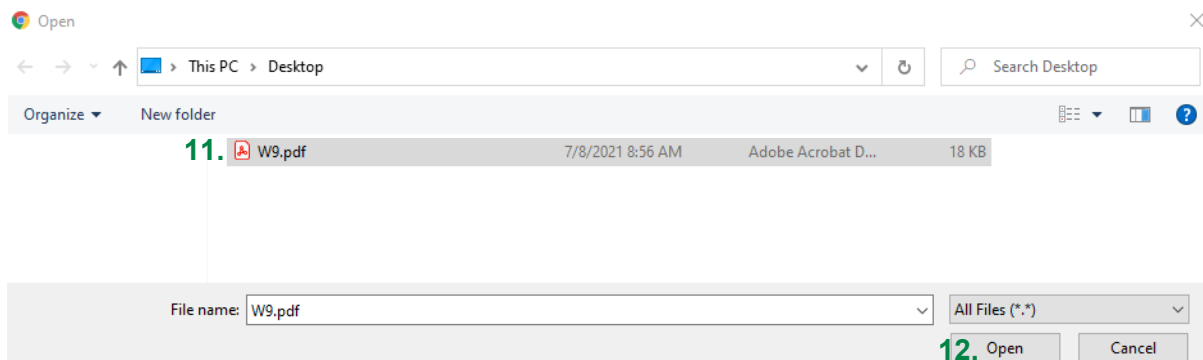 Open
This PC > Desktop
Search Desktop
Organize
New folder
11. W9.pdf 7/8/2021 8:56 AM Adobe Acrobat D... 18 KB
File name: W9.pdf All Files (*.*)
12. Open Cancel